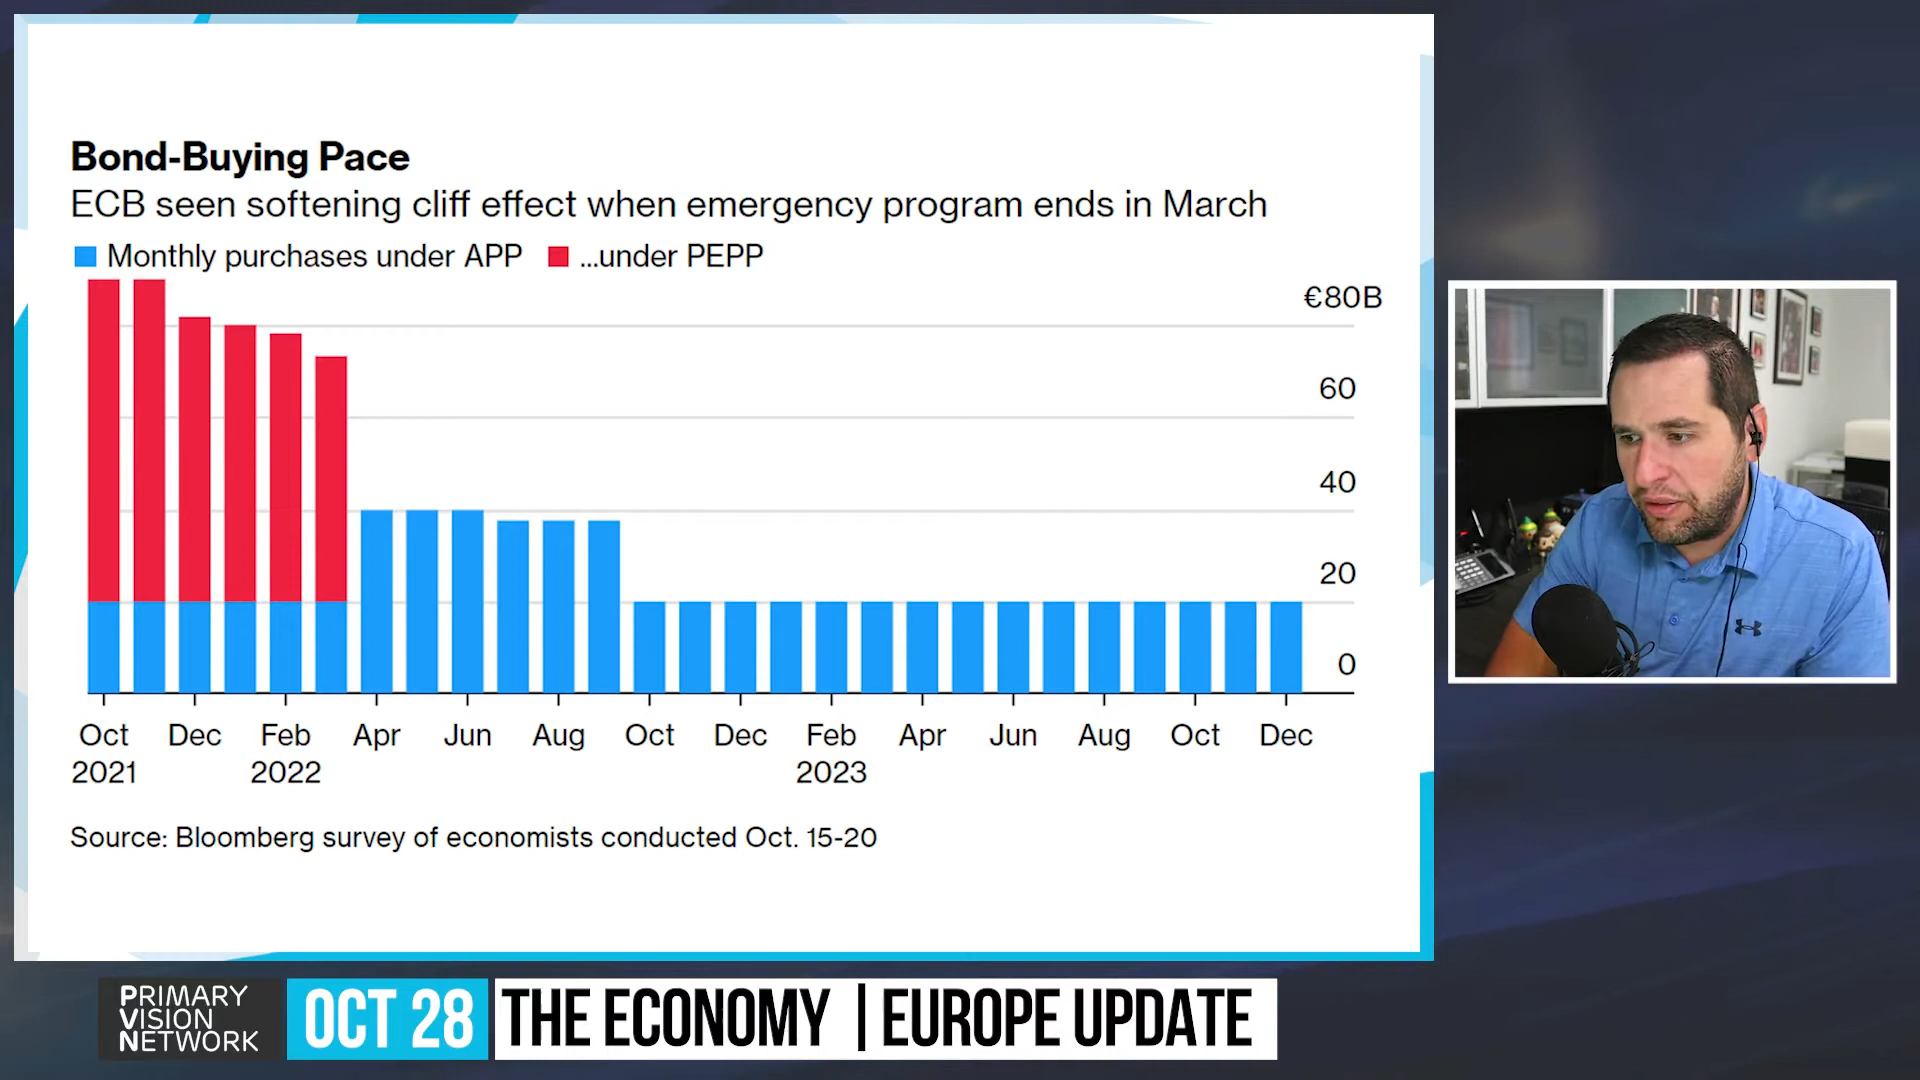 Bond-Buying Pace
ECB seen softening cliff effect when emergency program ends in March
Monthly purchases under APP ...under PEPP
€80B
60
40
20
0
Oct Dec Feb Apr Jun Aug Oct Dec Feb Apr Jun Aug Oct Dec
2021 2022 2023
Source: Bloomberg survey of economists conducted Oct. 15-20
PRIMARY
VISION
NETWORK
OCT 28
THE ECONOMY | EUROPE UPDATE